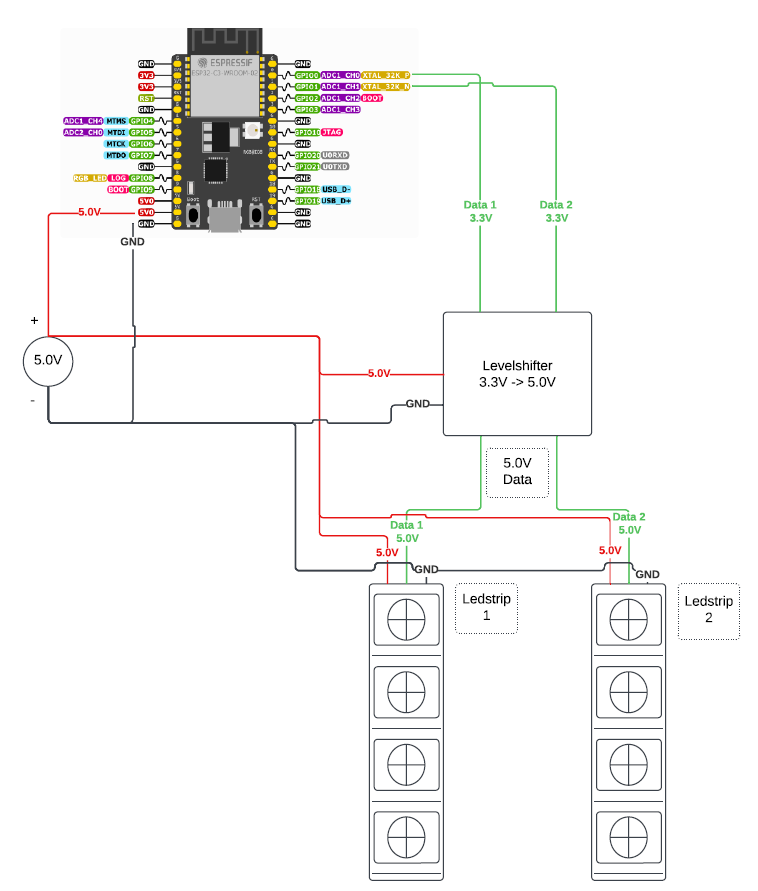 ESPRESSIF
ESP32-C3-WROOM-02
GND GND
3V3 GPIO0 ADC1_CH0 XTAL_32K_P
3V3 GPIO1 ADC1_CH1 XTAL_32K_N
RST GPIO2 ADC1_CH2 BOOT
GND GPIO3 ADC1_CH3
ADC1_CH4 MTMS GPIO4 GND
ADC2_CH0 MTDI GPIO5 GPIO10 JTAG
MTCK GPIO6 GND
MTDO GPIO7 GPIO20 U0RXD
GND GPIO21 U0TXD
RGB_LED LOG GPIO8 GND
BOOT GPIO9 GPIO18 USB_D-
5V0 GPIO19 USB_D+
Boot RST
5.0V 5V0 GND
GND GND
GND
Data 1
3.3V
Data 2
3.3V
+
5.0V
-
Levelshifter
3.3V -> 5.0V
5.0V
GND
5.0V
Data
Data 1
5.0V
Data 2
5.0V
5.0V
5.0V
GND
GND
Ledstrip
1
Ledstrip
2